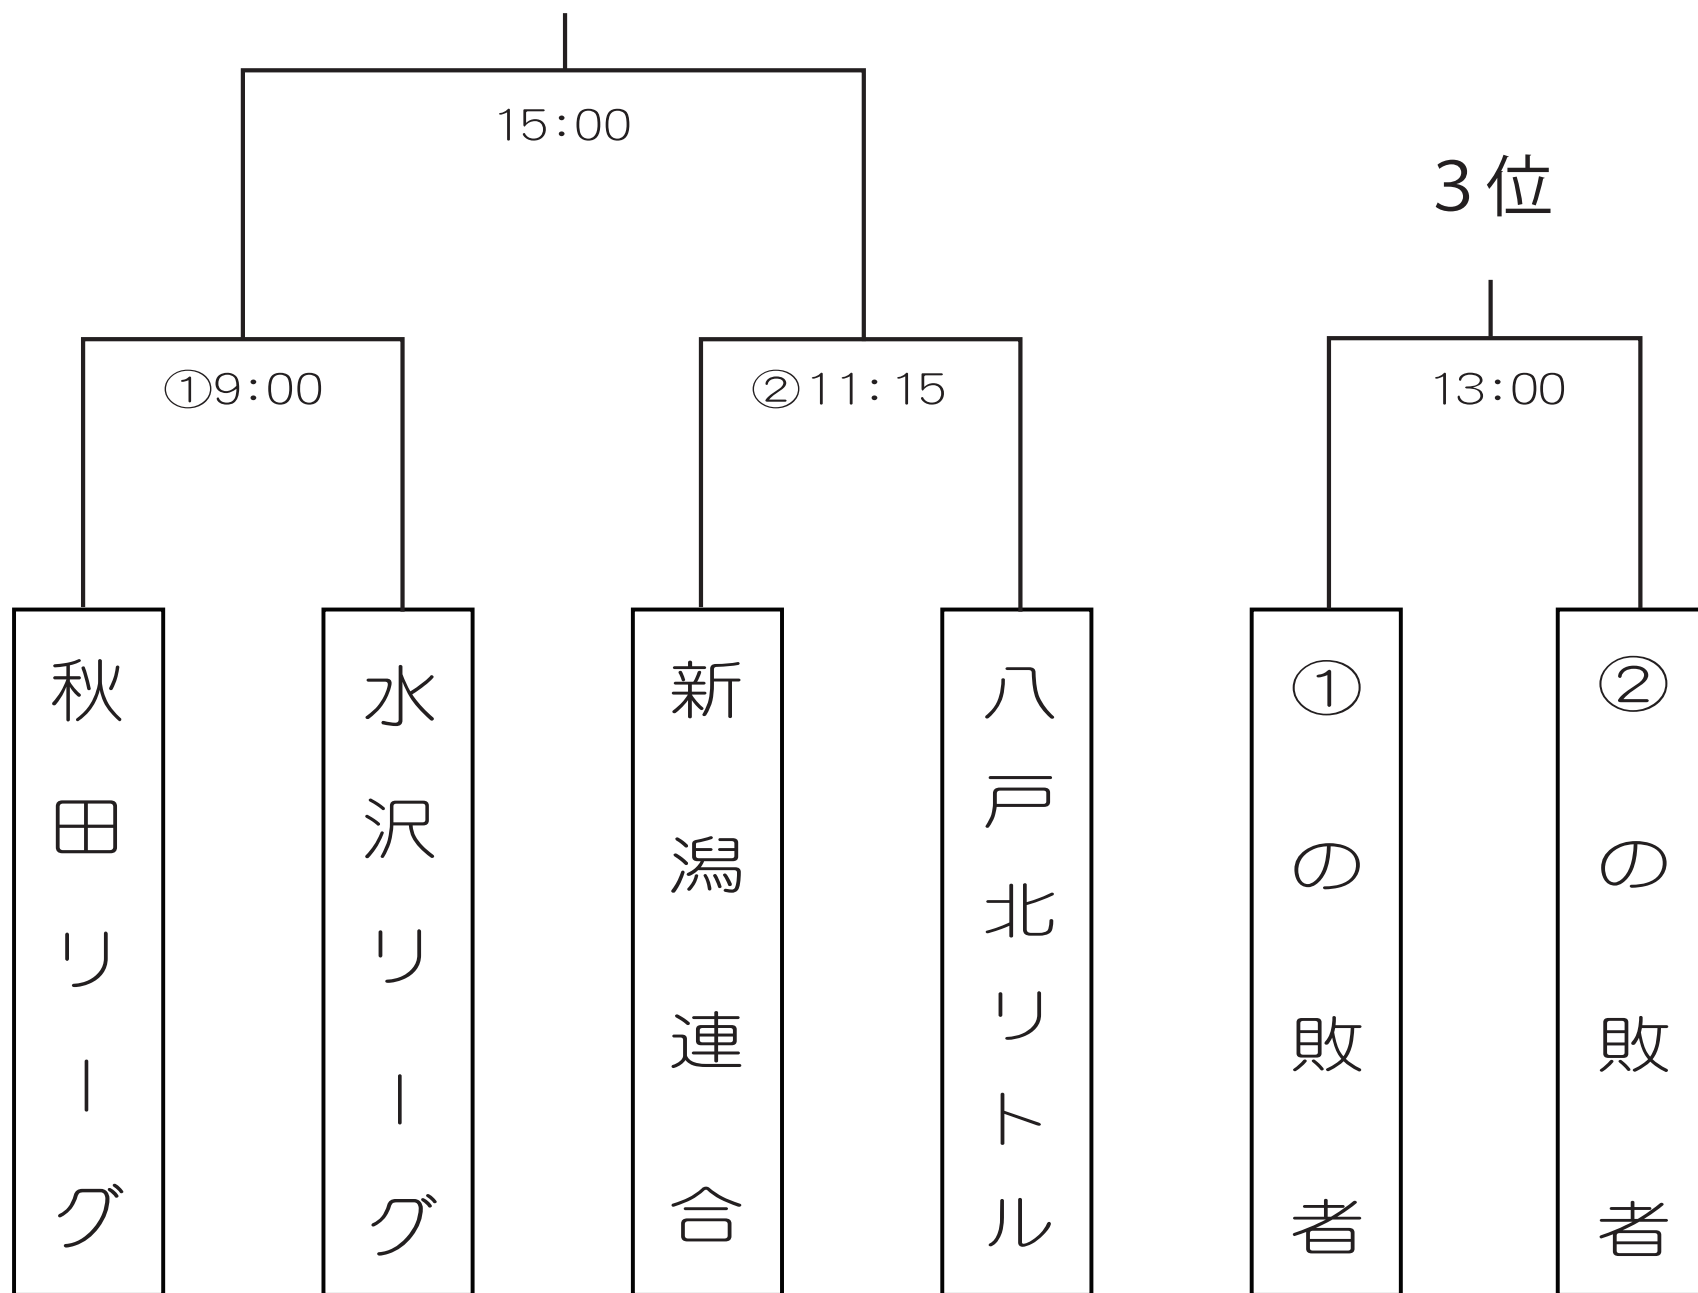 15:00
3位
①9:00
②11:15
13:00
秋田リーグ
水沢リーグ
新潟連合
八戸北リトル
①の敗者
②の敗者